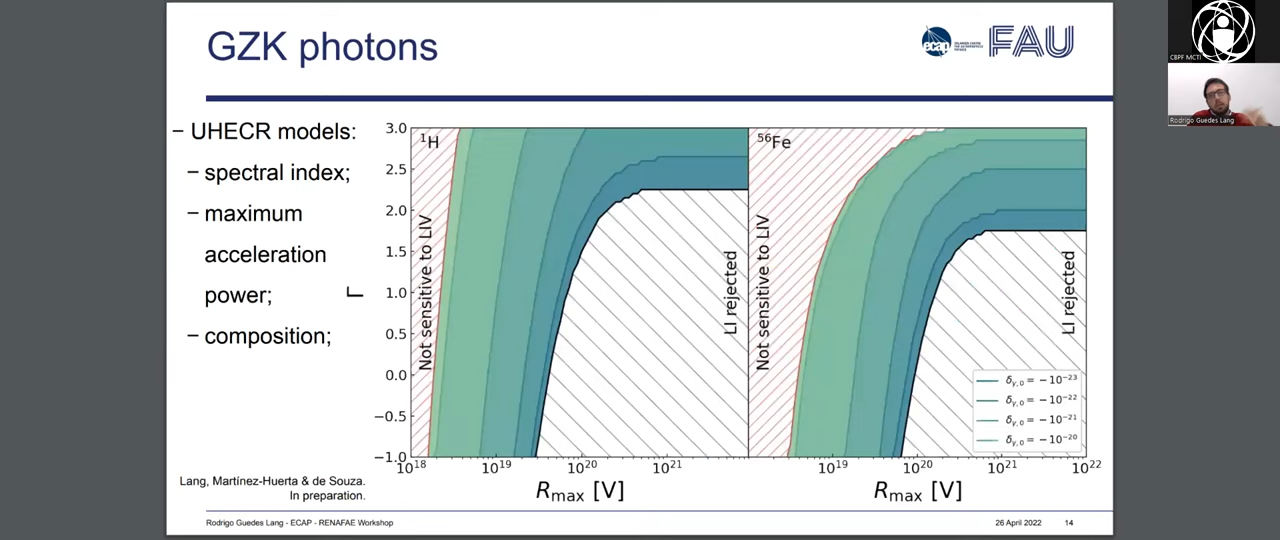 GZK photons
ecap
FAU
– UHECR models:
– spectral index;
– maximum
acceleration
power;
– composition;
Γ
3.0
2.5
2.0
1.5
1.0
0.5
0.0
−0.5
−1.0
¹H
Not sensitive to LIV
LI rejected
10¹⁸
10¹⁹
10²⁰
10²¹
Rmax [V]
⁵⁶Fe
Not sensitive to LIV
LI rejected
δγ,0 = −10⁻²³
δγ,0 = −10⁻²²
δγ,0 = −10⁻²¹
δγ,0 = −10⁻²⁰
10¹⁹
10²⁰
10²¹
10²²
Rmax [V]
Lang, Martínez-Huerta & de Souza.
In preparation.
Rodrigo Guedes Lang - ECAP - RENAFAE Workshop
26 April 2022
14
CBPF MCTI
Rodrigo Guedes Lang